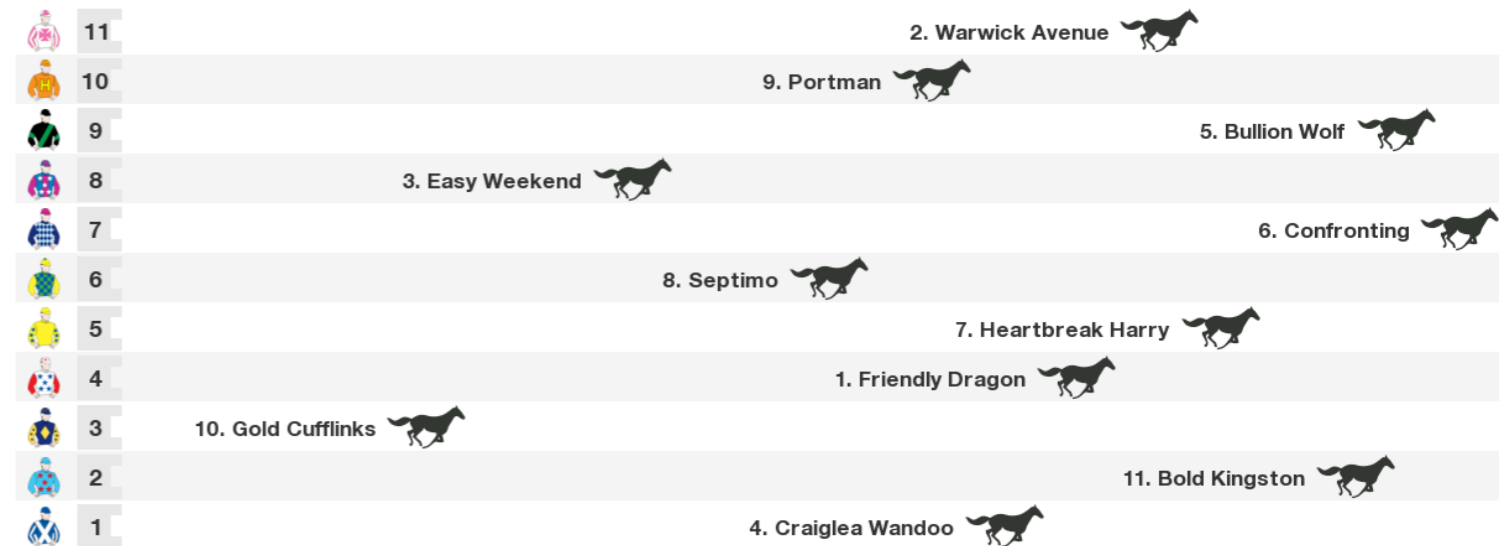 11 2. Warwick Avenue
H 10 9. Portman
9 5. Bullion Wolf
8 3. Easy Weekend
7 6. Confronting
6 8. Septimo
5 7. Heartbreak Harry
4 1. Friendly Dragon
3 10. Gold Cufflinks
2 11. Bold Kingston
1 4. Craiglea Wandoo